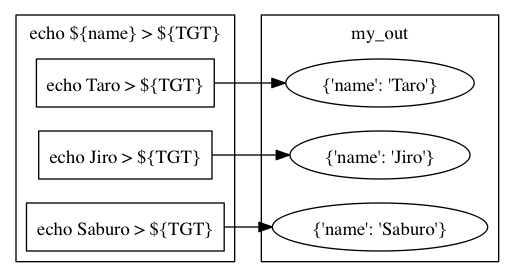 echo ${name} > ${TGT}
my_out
echo Taro > ${TGT}
{'name': 'Taro'}
echo Jiro > ${TGT}
{'name': 'Jiro'}
echo Saburo > ${TGT}
{'name': 'Saburo'}